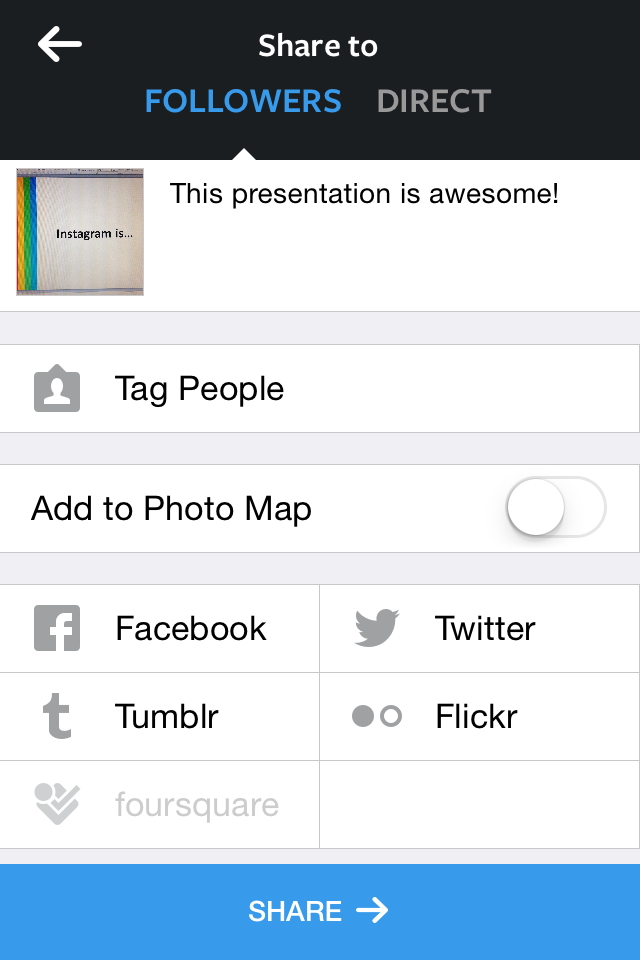 Share to
FOLLOWERS DIRECT
This presentation is awesome!
Instagram is...
Tag People
Add to Photo Map
Facebook Twitter
Tumblr Flickr
foursquare
SHARE